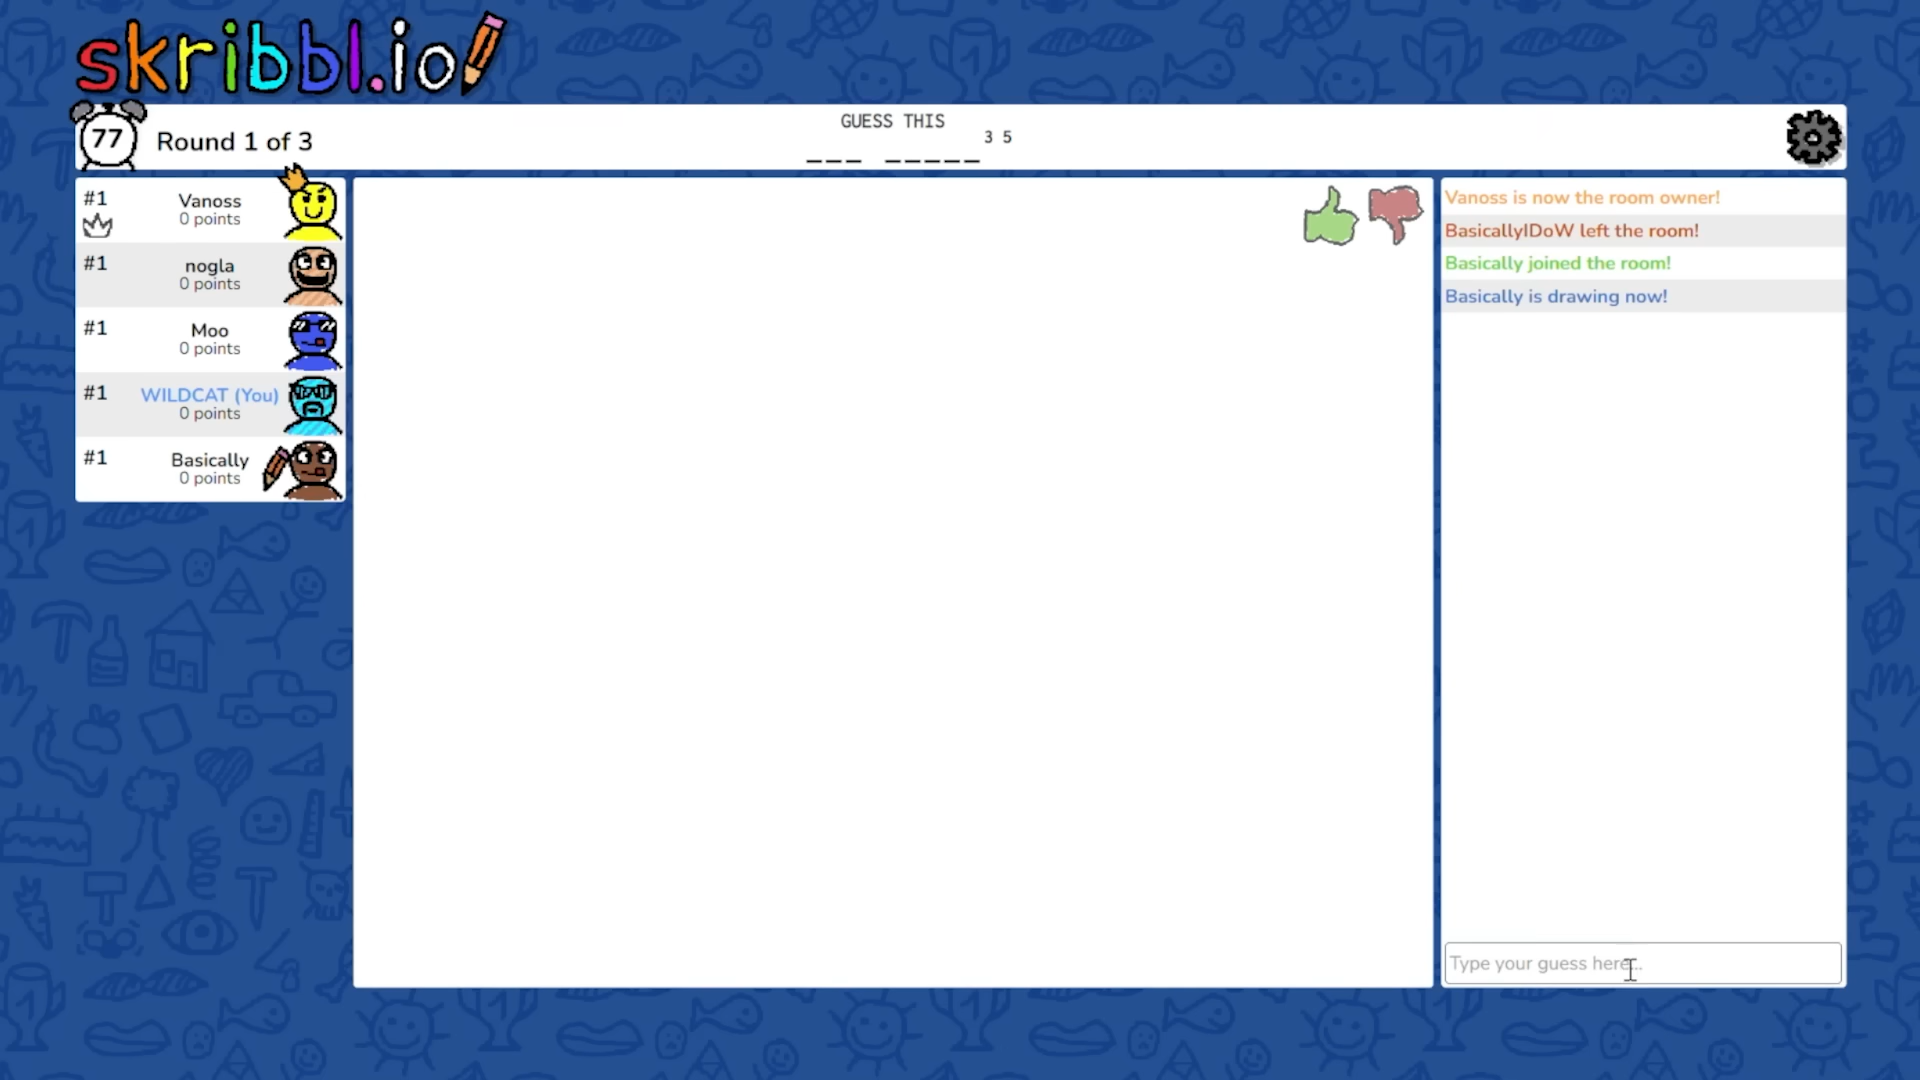 skribbl.io
77
Round 1 of 3
GUESS THIS
___ _____ 3 5
#1 Vanoss
0 points
#1 nogla
0 points
#1 Moo
0 points
#1 WILDCAT (You)
0 points
#1 Basically
0 points
Vanoss is now the room owner!
BasicallyIDoW left the room!
Basically joined the room!
Basically is drawing now!
Type your guess here...